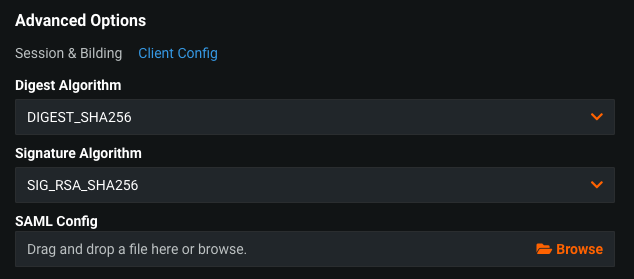 Advanced Options
Session & Bilding Client Config
Digest Algorithm
DIGEST_SHA256
Signature Algorithm
SIG_RSA_SHA256
SAML Config
Drag and drop a file here or browse. Browse